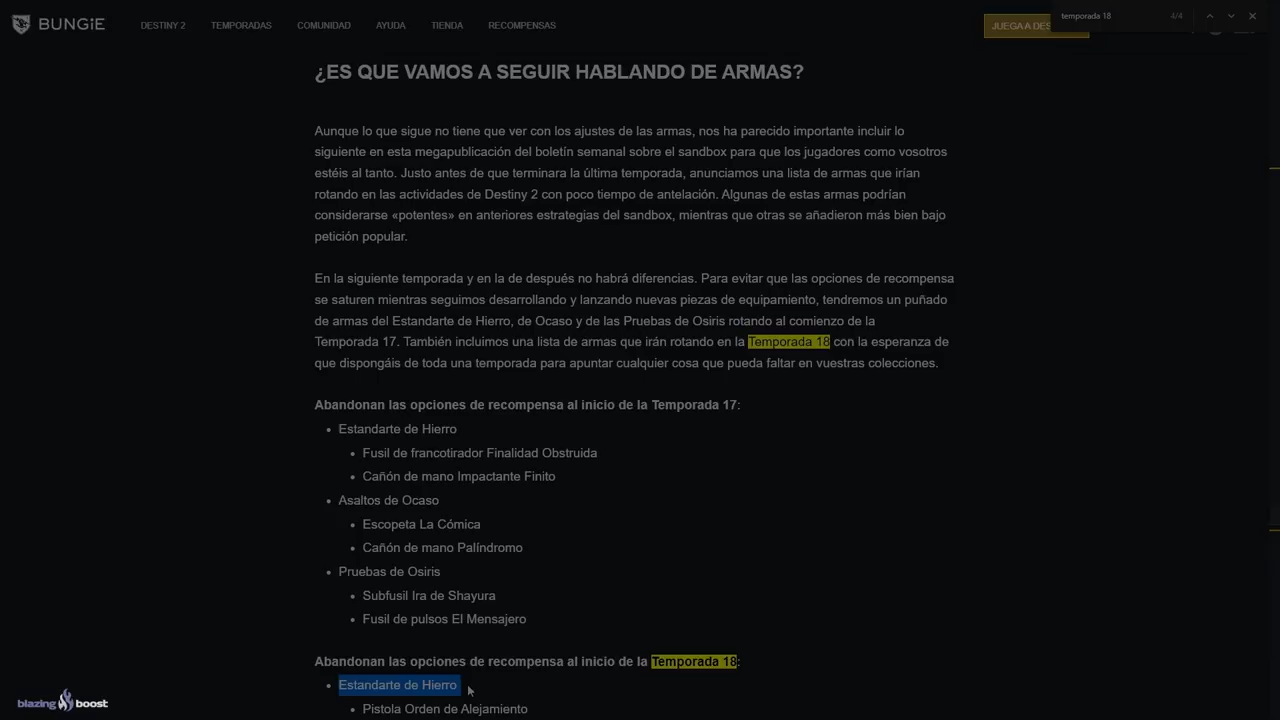 BUNGiE
DESTINY 2
TEMPORADAS
COMUNIDAD
AYUDA
TIENDA
RECOMPENSAS
JUEGA A DES
temporada 18
4/4
¿ES QUE VAMOS A SEGUIR HABLANDO DE ARMAS?
Aunque lo que sigue no tiene que ver con los ajustes de las armas, nos ha parecido importante incluir lo
siguiente en esta megapublicación del boletín semanal sobre el sandbox para que los jugadores como vosotros
estéis al tanto. Justo antes de que terminara la última temporada, anunciamos una lista de armas que irían
rotando en las actividades de Destiny 2 con poco tiempo de antelación. Algunas de estas armas podrían
considerarse «potentes» en anteriores estrategias del sandbox, mientras que otras se añadieron más bien bajo
petición popular.
En la siguiente temporada y en la de después no habrá diferencias. Para evitar que las opciones de recompensa
se saturen mientras seguimos desarrollando y lanzando nuevas piezas de equipamiento, tendremos un puñado
de armas del Estandarte de Hierro, de Ocaso y de las Pruebas de Osiris rotando al comienzo de la
Temporada 17. También incluimos una lista de armas que irán rotando en la Temporada 18 con la esperanza de
que dispongáis de toda una temporada para apuntar cualquier cosa que pueda faltar en vuestras colecciones.
Abandonan las opciones de recompensa al inicio de la Temporada 17:
• Estandarte de Hierro
• Fusil de francotirador Finalidad Obstruida
• Cañón de mano Impactante Finito
• Asaltos de Ocaso
• Escopeta La Cómica
• Cañón de mano Palíndromo
• Pruebas de Osiris
• Subfusil Ira de Shayura
• Fusil de pulsos El Mensajero
Abandonan las opciones de recompensa al inicio de la Temporada 18:
• Estandarte de Hierro
• Pistola Orden de Alejamiento
blazing boost